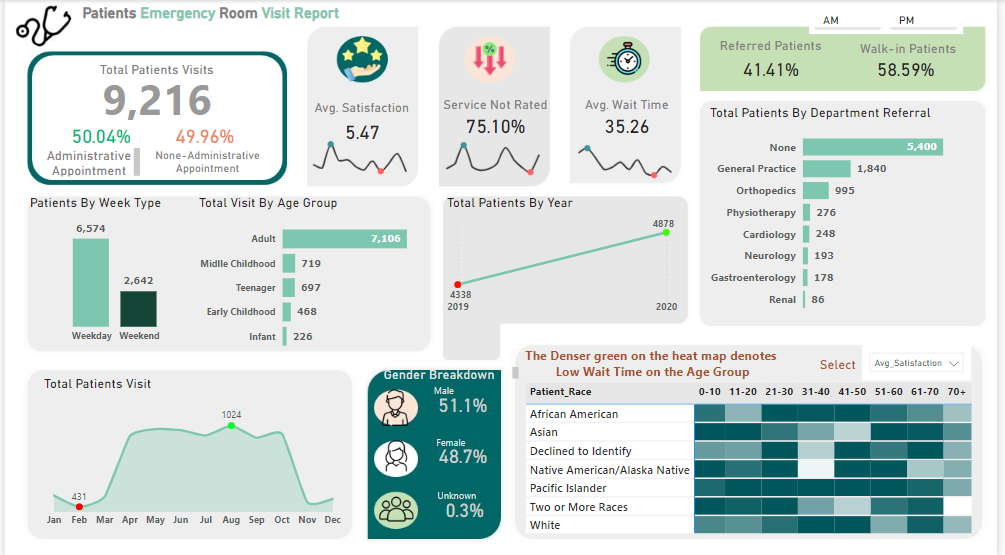 Patients Emergency Room Visit Report
AM
PM
Total Patients Visits
9,216
50.04%
49.96%
Administrative
Appointment
None-Administrative
Appointment
Avg. Satisfaction
5.47
%
Service Not Rated
75.10%
Avg. Wait Time
35.26
Referred Patients
Walk-in Patients
41.41%
58.59%
Total Patients By Department Referral
None
5,400
General Practice
1,840
Orthopedics
995
Physiotherapy
276
Cardiology
248
Neurology
193
Gastroenterology
178
Renal
86
Patients By Week Type
6,574
2,642
Weekday
Weekend
Total Visit By Age Group
Adult
7,106
Midlle Childhood
719
Teenager
697
Early Childhood
468
Infant
226
Total Patients By Year
4878
4338
2019
2020
Total Patients Visit
1024
431
Jan Feb Mar Apr May Jun Jul Aug Sep Oct Nov Dec
Gender Breakdown
Male
51.1%
Female
48.7%
Unknown
0.3%
The Denser green on the heat map denotes
Low Wait Time on the Age Group
Select
Avg_Satisfaction
Patient_Race 0-10 11-20 21-30 31-40 41-50 51-60 61-70 70+
African American
Asian
Declined to Identify
Native American/Alaska Native
Pacific Islander
Two or More Races
White